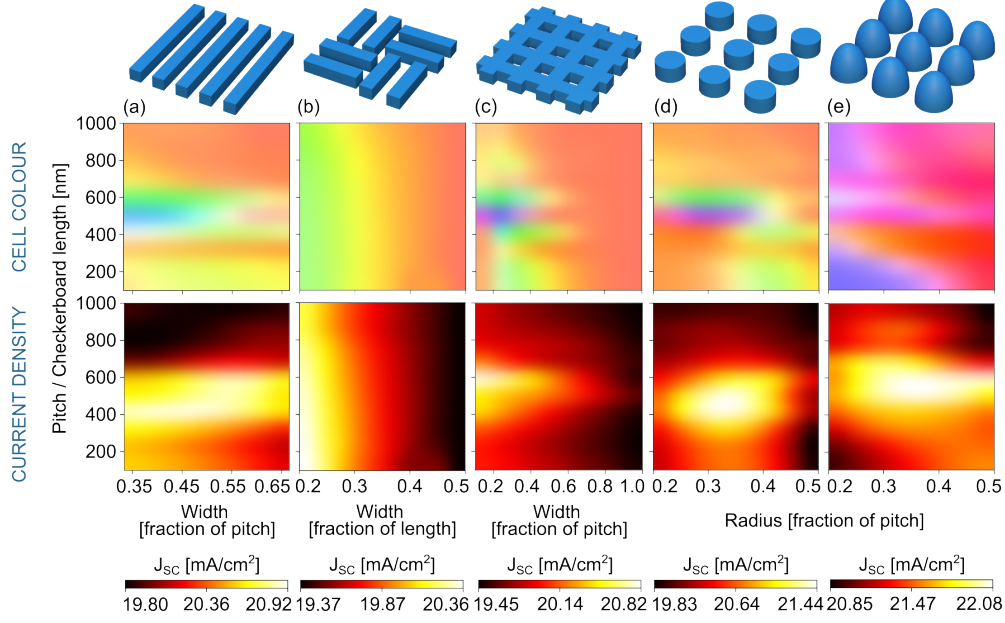 (a) (b) (c) (d) (e)
CELL COLOUR
CURRENT DENSITY
Pitch / Checkerboard length [nm]
1000
800
600
400
200
1000
800
600
400
200
0.35 0.45 0.55 0.65 0.2 0.3 0.4 0.5 0.2 0.4 0.6 0.8 1.0 0.2 0.3 0.4 0.5 0.2 0.3 0.4 0.5
Width
[fraction of pitch]
Width
[fraction of length]
Width
[fraction of pitch]
Radius [fraction of pitch]
JSC [mA/cm²] JSC [mA/cm²] JSC [mA/cm²] JSC [mA/cm²] JSC [mA/cm²]
19.80 20.36 20.92 19.37 19.87 20.36 19.45 20.14 20.82 19.83 20.64 21.44 20.85 21.47 22.08